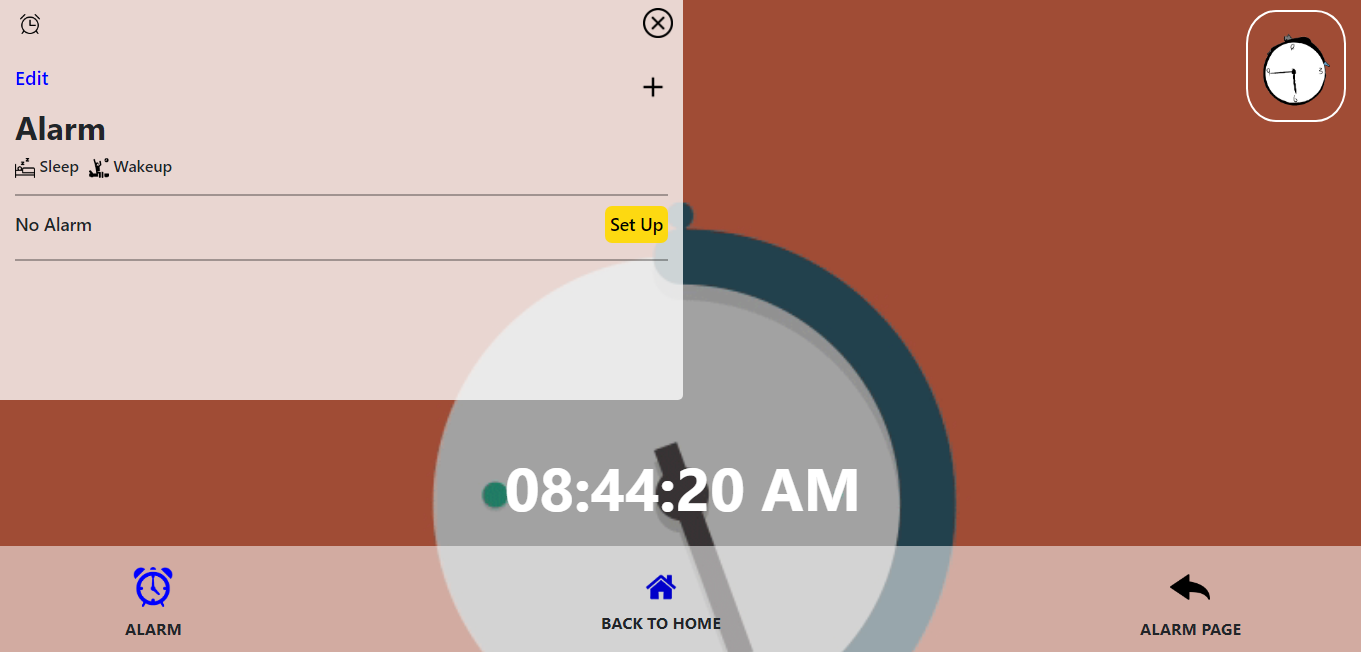 Edit
Alarm
Sleep Wakeup
No Alarm Set Up
08:44:20 AM
ALARM
BACK TO HOME
ALARM PAGE